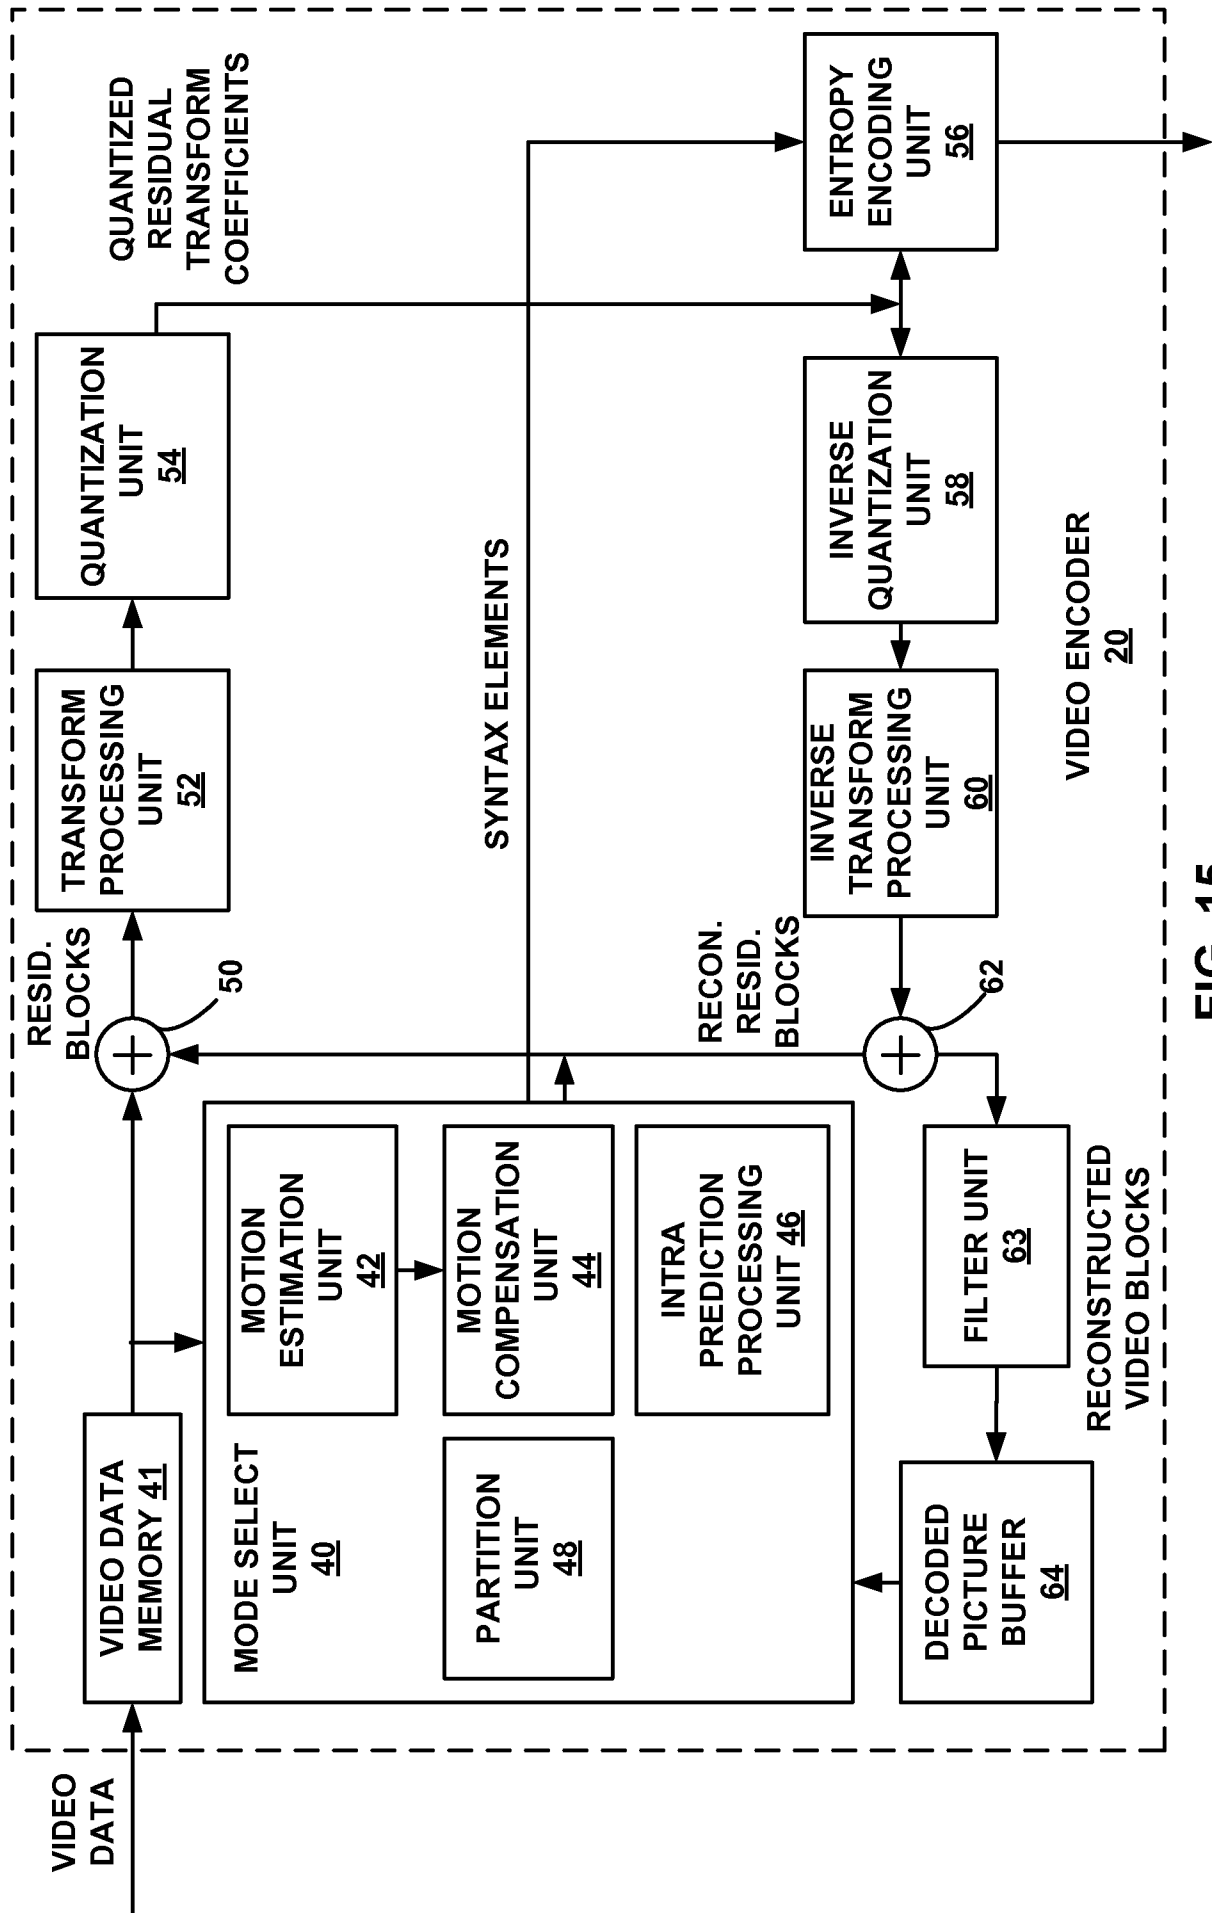 VIDEO
DATA
VIDEO DATA
MEMORY 41
RESID.
BLOCKS
50
TRANSFORM
PROCESSING
UNIT
52
QUANTIZATION
UNIT
54
QUANTIZED
RESIDUAL
TRANSFORM
COEFFICIENTS
MODE SELECT
UNIT
40
MOTION
ESTIMATION
UNIT
42
PARTITION
UNIT
48
MOTION
COMPENSATION
UNIT
44
INTRA
PREDICTION
PROCESSING
UNIT 46
SYNTAX ELEMENTS
RECON.
RESID.
BLOCKS
62
INVERSE
TRANSFORM
PROCESSING
UNIT
60
INVERSE
QUANTIZATION
UNIT
58
ENTROPY
ENCODING
UNIT
56
DECODED
PICTURE
BUFFER
64
FILTER UNIT
63
RECONSTRUCTED
VIDEO BLOCKS
VIDEO ENCODER
20
FIG. 15